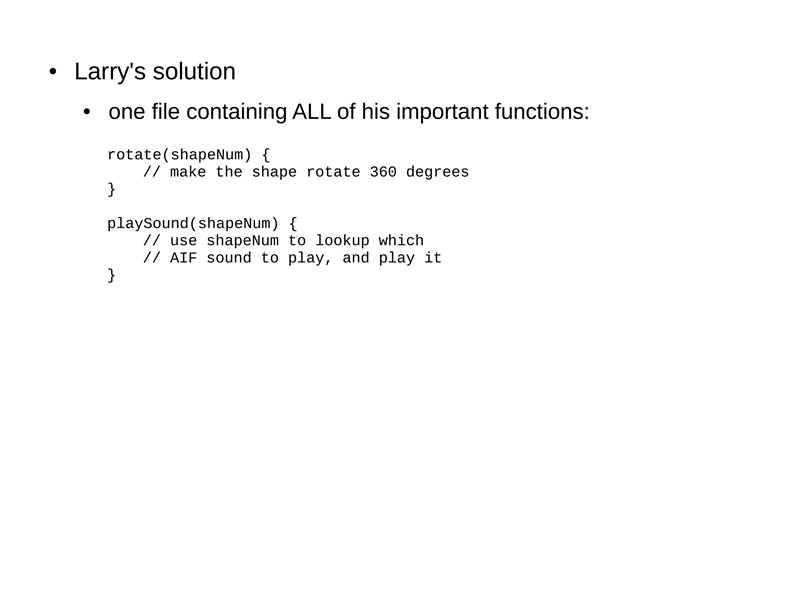 • Larry's solution
• one file containing ALL of his important functions:
rotate(shapeNum) {
    // make the shape rotate 360 degrees
}
playSound(shapeNum) {
    // use shapeNum to lookup which
    // AIF sound to play, and play it
}